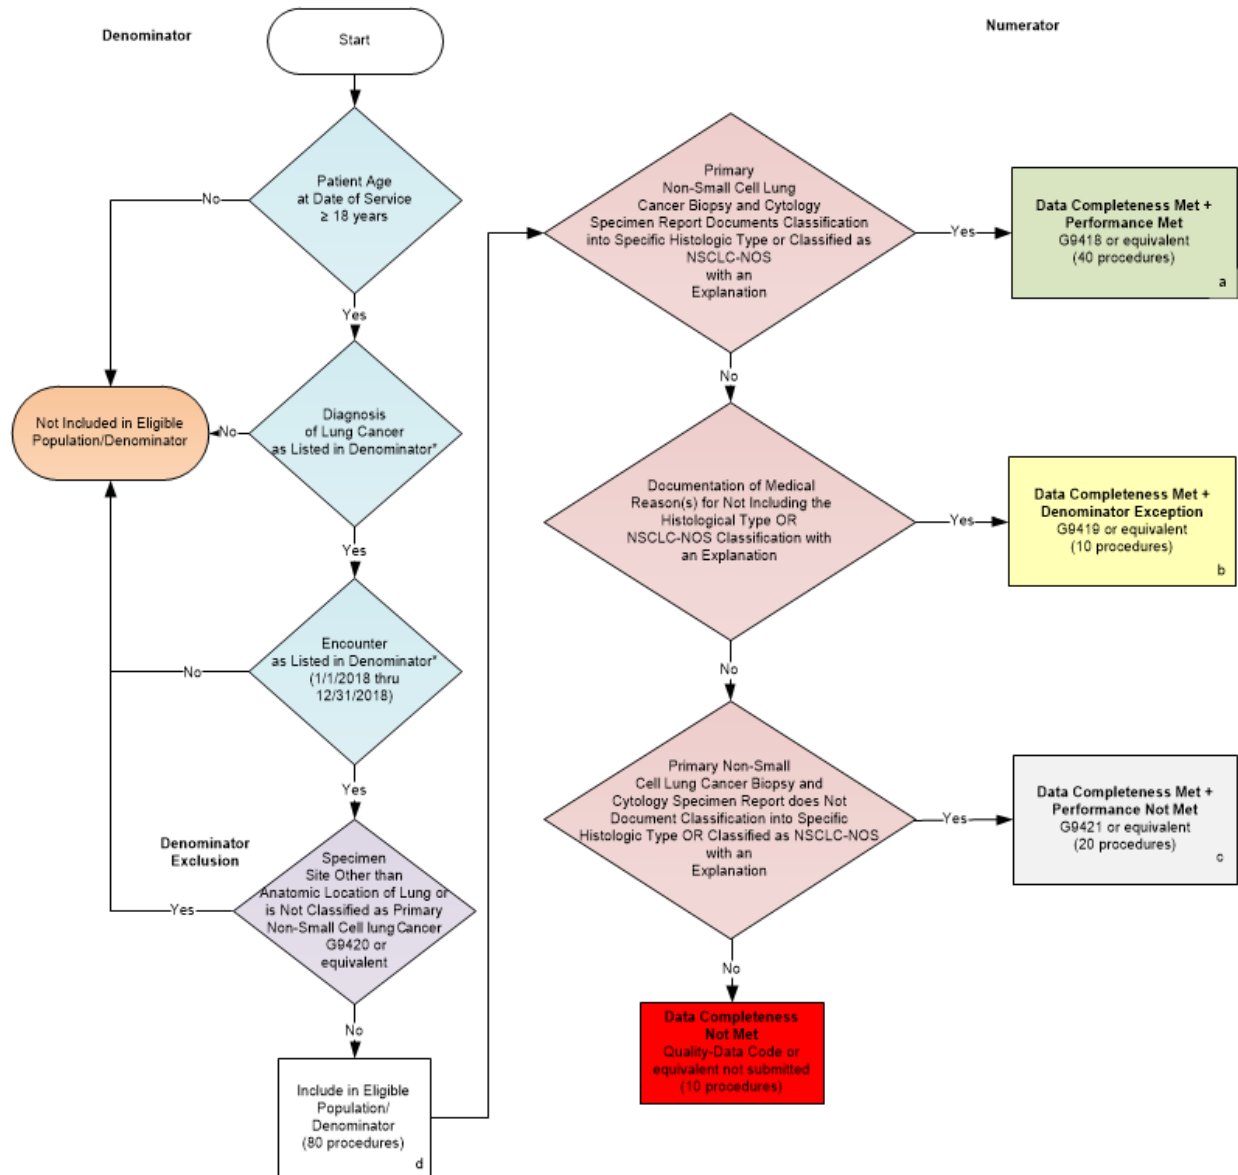 Denominator
Start
Numerator
Patient Age
at Date of Service
≥ 18 years
No
Yes
Diagnosis
of Lung Cancer
as Listed in Denominator*
No
Not Included in Eligible
Population/Denominator
Yes
Encounter
as Listed in Denominator*
(1/1/2018 thru
12/31/2018)
No
Yes
Denominator
Exclusion
Specimen
Site Other than
Anatomic Location of Lung or
is Not Classified as Primary
Non-Small Cell lung Cancer
G9420 or
equivalent
Yes
No
Include in Eligible
Population/
Denominator
(80 procedures)
d
Primary
Non-Small Cell Lung
Cancer Biopsy and Cytology
Specimen Report Documents Classification
into Specific Histologic Type or Classified as
NSCLC-NOS
with an
Explanation
Yes
Data Completeness Met +
Performance Met
G9418 or equivalent
(40 procedures)
a
No
Documentation of Medical
Reason(s) for Not Including the
Histological Type OR
NSCLC-NOS Classification with
an Explanation
Yes
Data Completeness Met +
Denominator Exception
G9419 or equivalent
(10 procedures)
b
No
Primary Non-Small
Cell Lung Cancer Biopsy and
Cytology Specimen Report does Not
Document Classification into Specific
Histologic Type OR Classified as NSCLC-NOS
with an
Explanation
Yes
Data Completeness Met +
Performance Not Met
G9421 or equivalent
(20 procedures)
c
No
Data Completeness
Not Met
Quality-Data Code or
equivalent not submitted
(10 procedures)